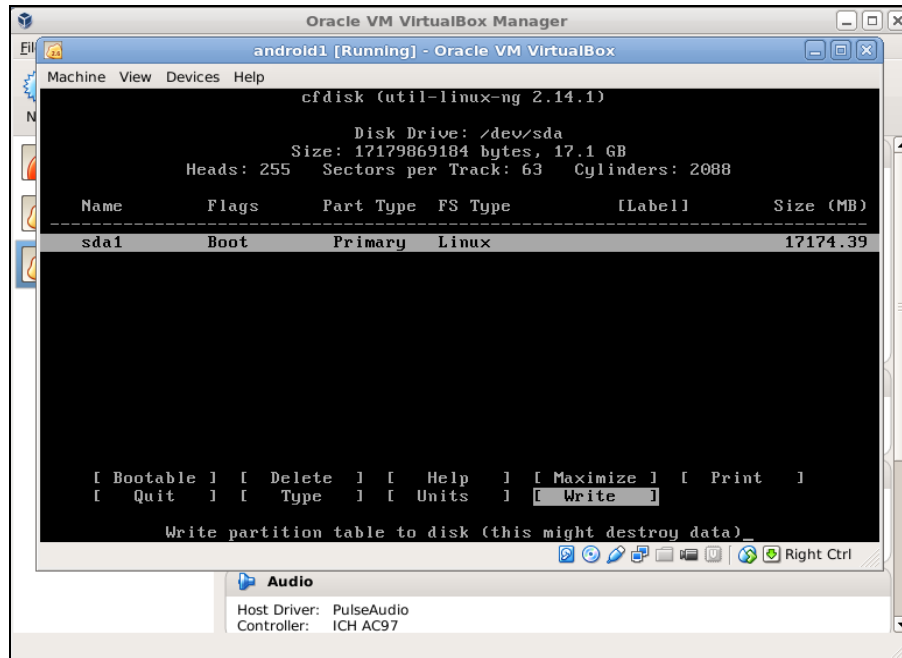 Oracle VM VirtualBox Manager
android1 [Running] - Oracle VM VirtualBox
Machine View Devices Help
cfdisk (util-linux-ng 2.14.1)
Disk Drive: /dev/sda
Size: 17179869184 bytes, 17.1 GB
Heads: 255 Sectors per Track: 63 Cylinders: 2088
Name Flags Part Type FS Type [Label] Size (MB)
sda1 Boot Primary Linux 17174.39
[ Bootable ] [ Delete ] [ Help ] [ Maximize ] [ Print ]
[ Quit ] [ Type ] [ Units ] [ Write ]
Write partition table to disk (this might destroy data)_
Right Ctrl
Audio
Host Driver: PulseAudio
Controller: ICH AC97